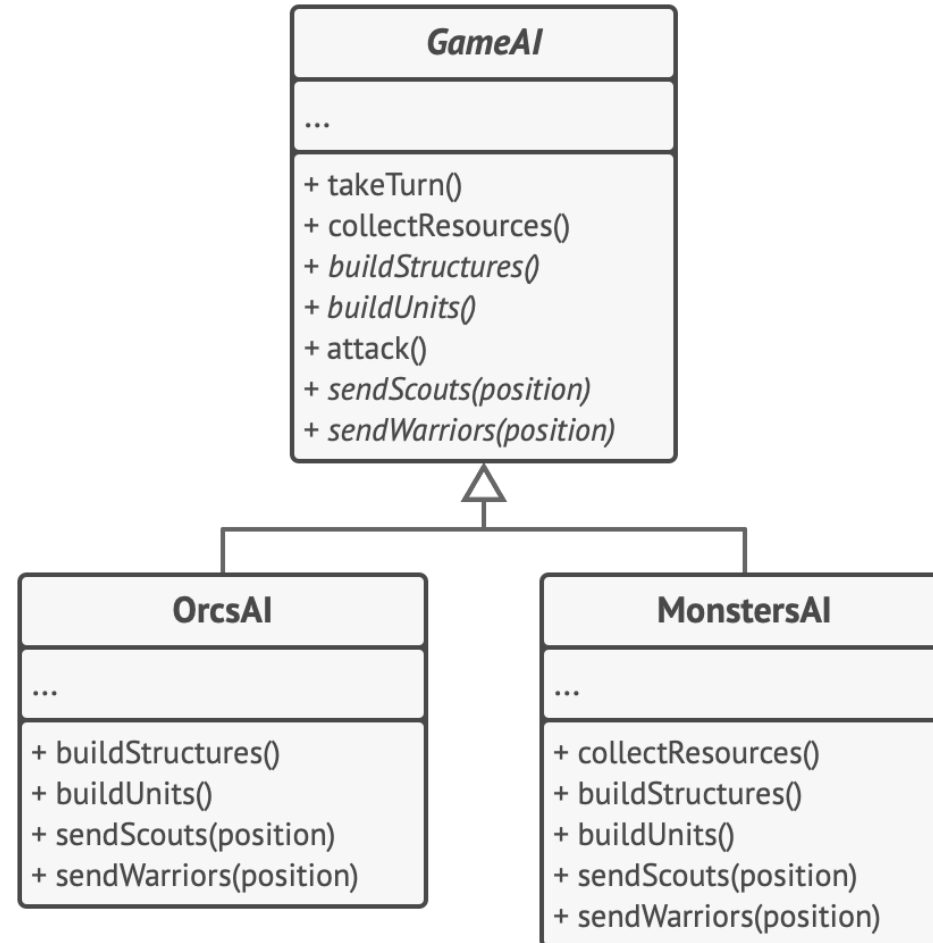 GameAI
...
+ takeTurn()
+ collectResources()
+ buildStructures()
+ buildUnits()
+ attack()
+ sendScouts(position)
+ sendWarriors(position)
OrcsAI
...
+ buildStructures()
+ buildUnits()
+ sendScouts(position)
+ sendWarriors(position)
MonstersAI
...
+ collectResources()
+ buildStructures()
+ buildUnits()
+ sendScouts(position)
+ sendWarriors(position)